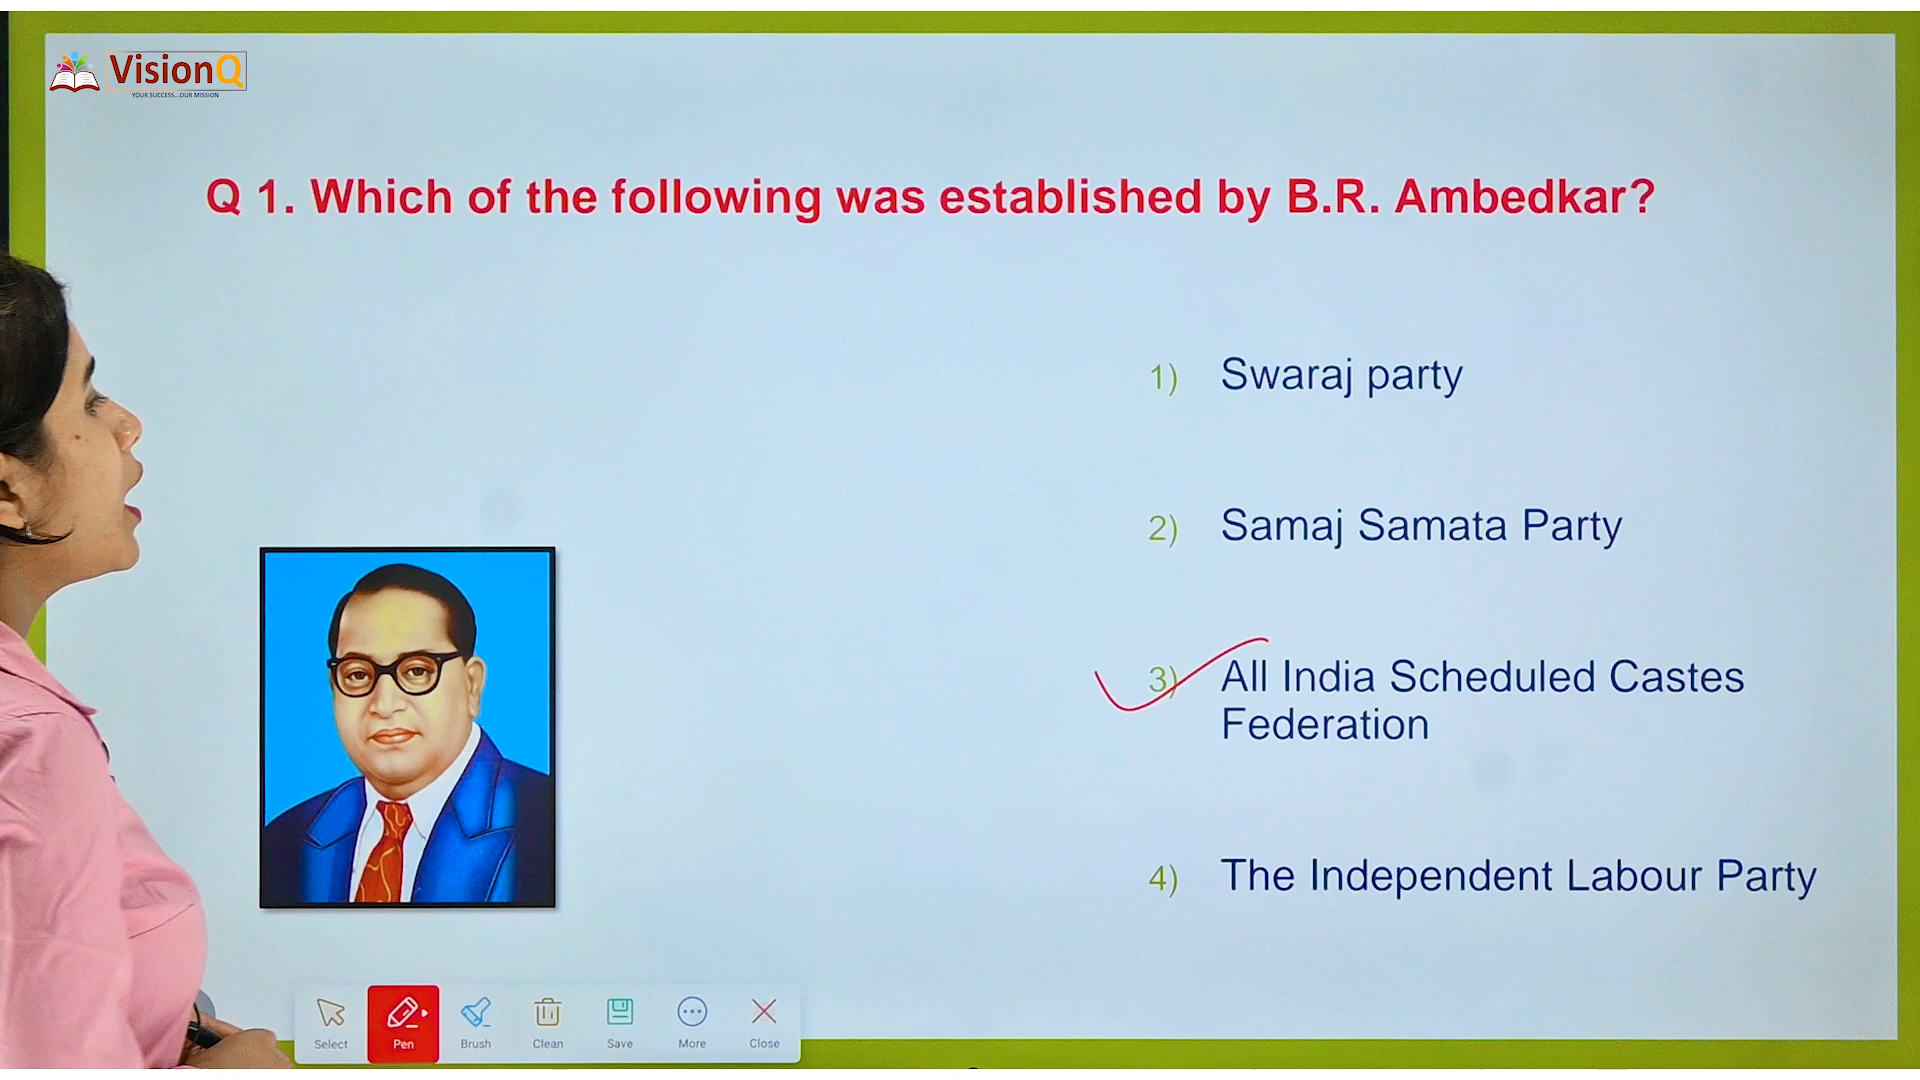 VisionQ
YOUR SUCCESS...OUR MISSION
Q 1. Which of the following was established by B.R. Ambedkar?
1) Swaraj party
2) Samaj Samata Party
3) All India Scheduled Castes
Federation
4) The Independent Labour Party
Select Pen Brush Clean Save More Close